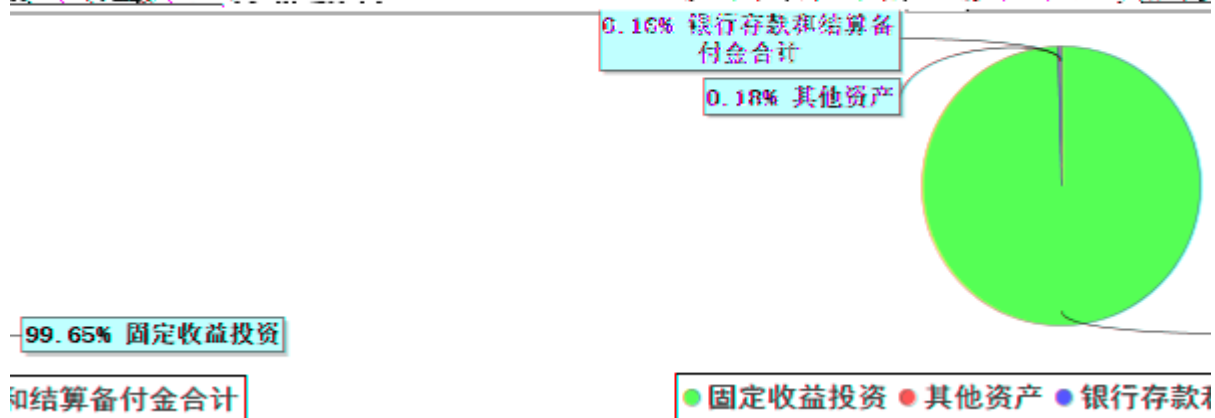 0.16% 银行存款和结算备
付金合计
0.18% 其他资产
99.65% 固定收益投资
和结算备付金合计
固定收益投资 其他资产 银行存款和